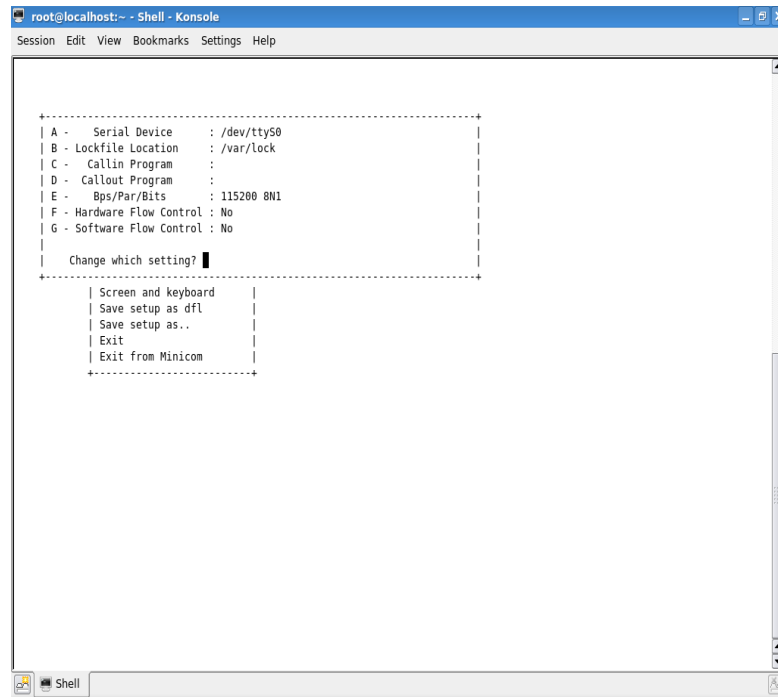 root@localhost:~ - Shell - Konsole
Session Edit View Bookmarks Settings Help
A - Serial Device : /dev/ttyS0
B - Lockfile Location : /var/lock
C - Callin Program :
D - Callout Program :
E - Bps/Par/Bits : 115200 8N1
F - Hardware Flow Control : No
G - Software Flow Control : No
Change which setting?
Screen and keyboard
Save setup as dfl
Save setup as..
Exit
Exit from Minicom
Shell